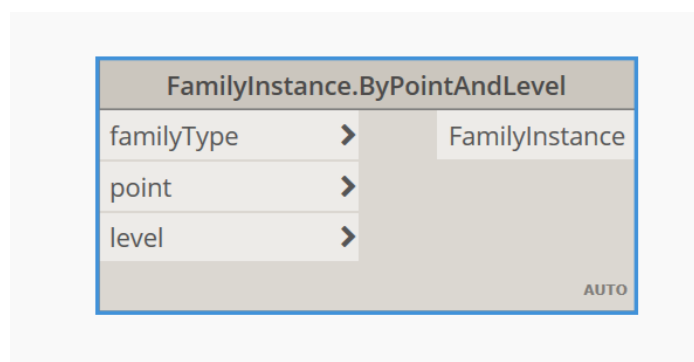 FamilyInstance.ByPointAndLevel
familyType FamilyInstance
point
level
AUTO